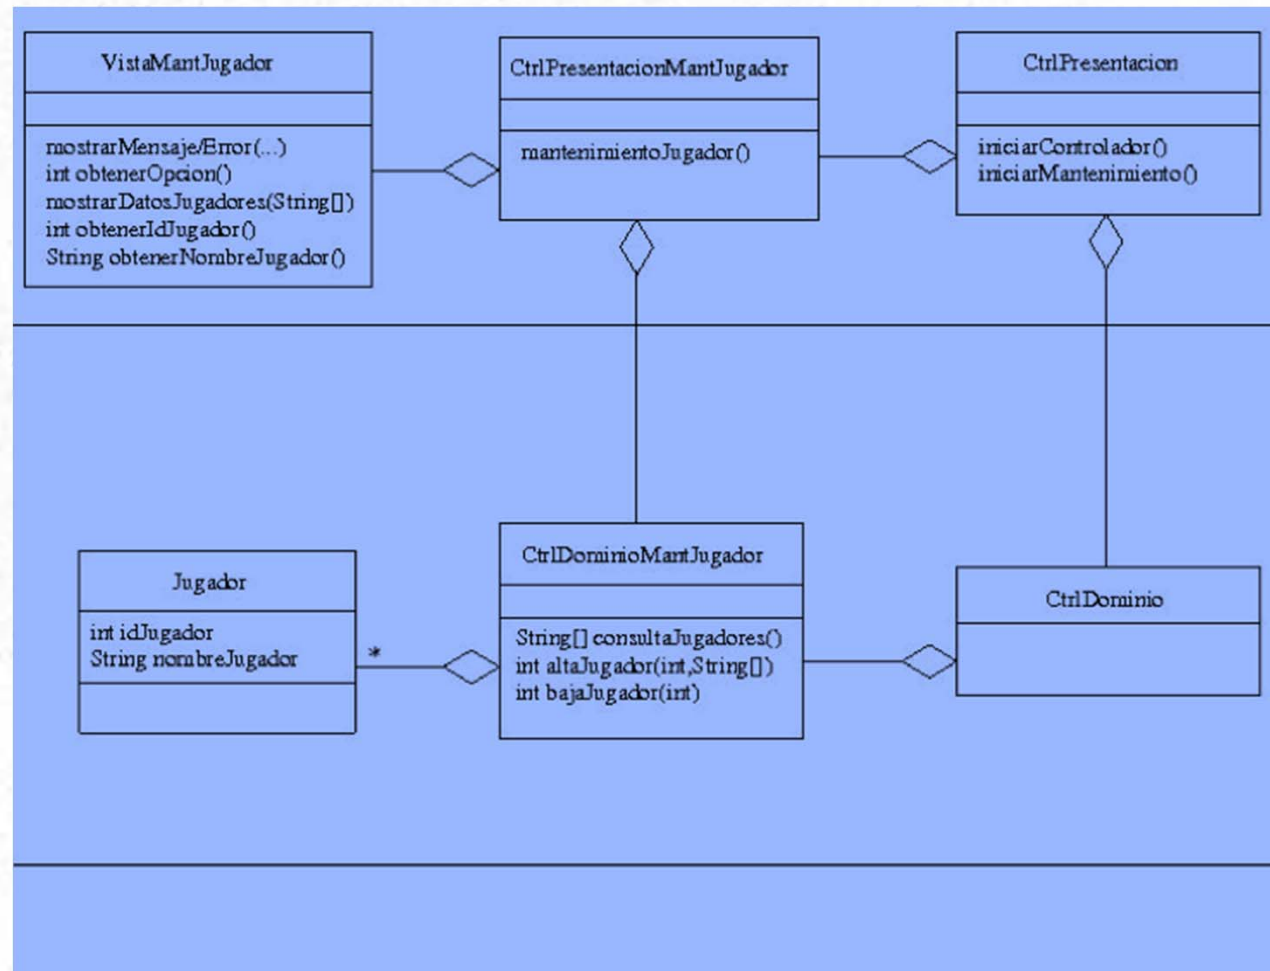 VistaMantJugador
mostrarMensaje/Error(...)
int obtenerOpcion()
mostrarDatosJugadores(String[])
int obtenerIdJugador()
String obtenerNombreJugador()
CtrlPresentacionMantJugador
mantenimientoJugador()
CtrlPresentacion
iniciarControlador()
iniciarMantenimiento()
Jugador
int idJugador
String nombreJugador
*
CtrlDominioMantJugador
String[] consultaJugadores()
int altaJugador(int,String[])
int bajaJugador(int)
CtrlDominio